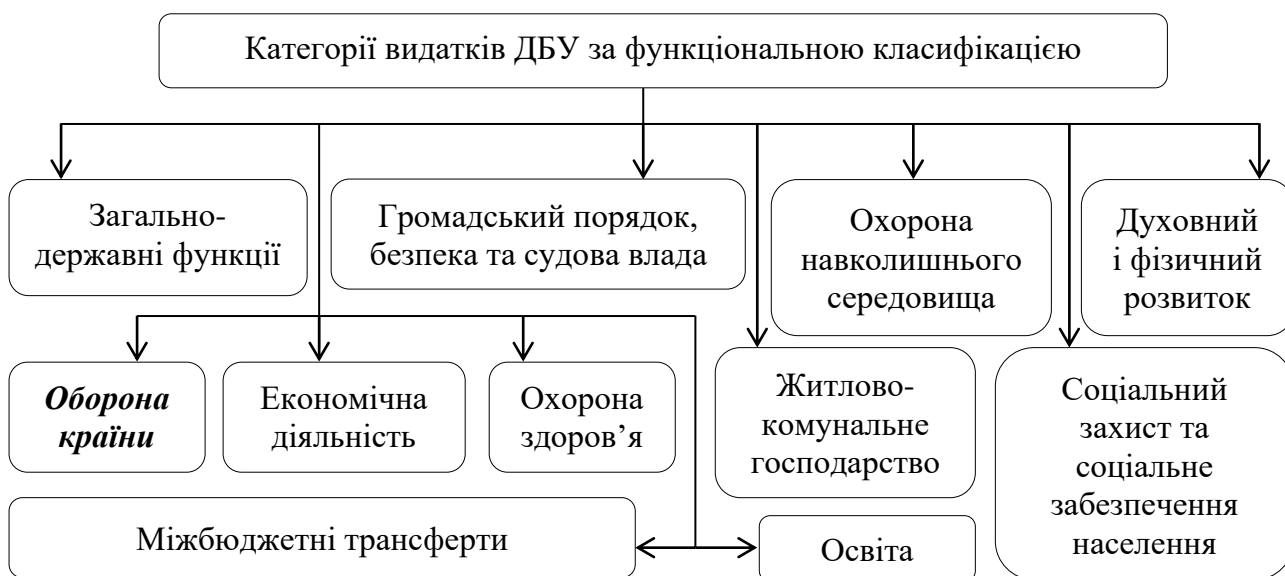 Категорії видатків ДБУ за функціональною класифікацією
Загально-
державні функції
Громадський порядок,
безпека та судова влада
Охорона
навколишнього
середовища
Духовний
і фізичний
розвиток
Оборона
країни
Економічна
діяльність
Охорона
здоров’я
Житлово-
комунальне
господарство
Соціальний
захист та
соціальне
забезпечення
населення
Міжбюджетні трансферти
Освіта